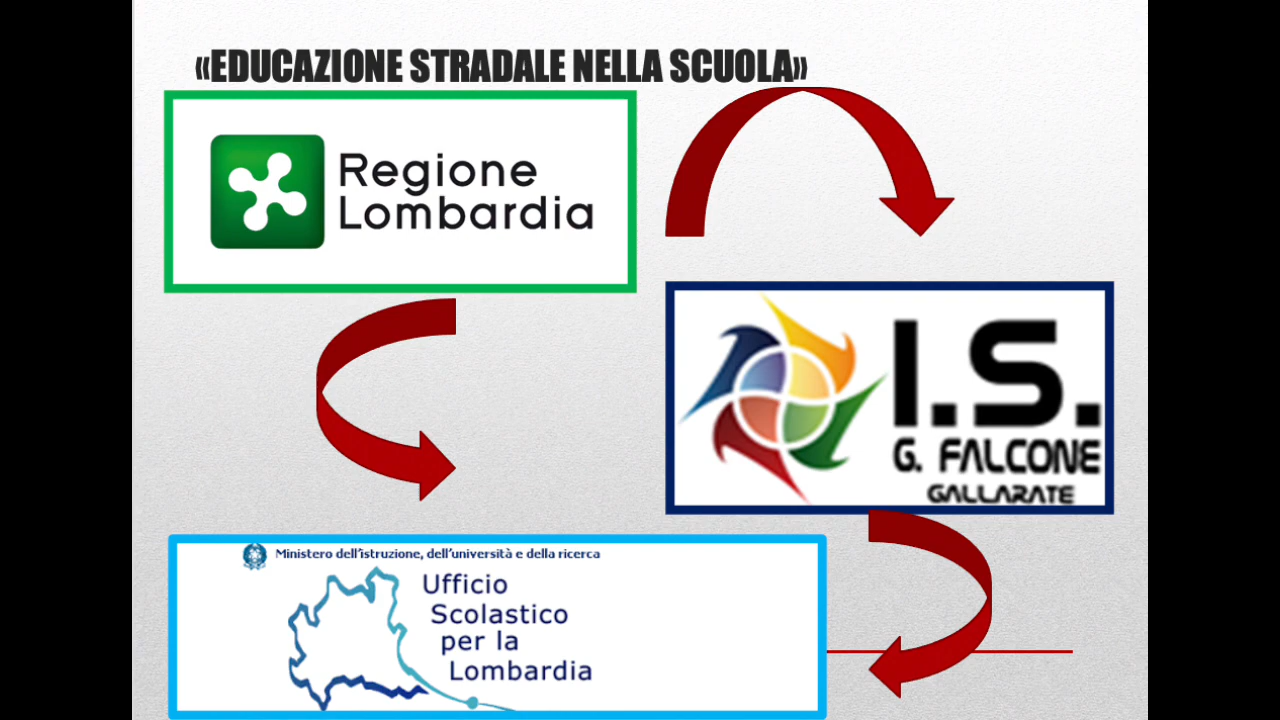 «EDUCAZIONE STRADALE NELLA SCUOLA»
Regione
Lombardia
I.S.
G. FALCONE
GALLARATE
Ministero dell'istruzione, dell'università e della ricerca
Ufficio
Scolastico
per la
Lombardia